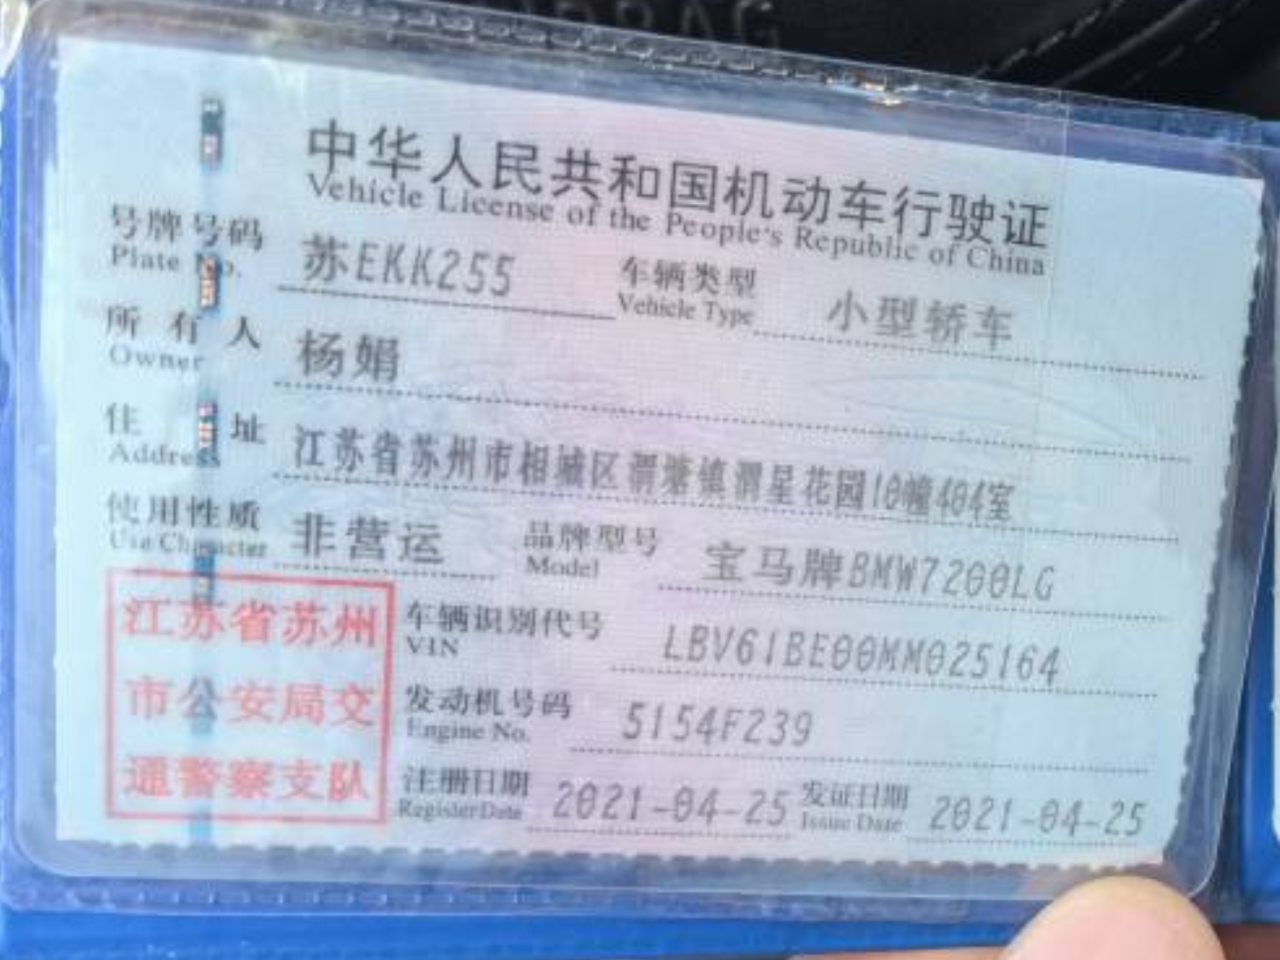 中华人民共和国机动车行驶证
Vehicle License of the People's Republic of China
号牌号码 苏EKK255 车辆类型 小型轿车
Plate No. Vehicle Type
所有人 杨娟
Owner
住址 江苏省苏州市相城区渭塘镇渭星花园10幢404室
Address
使用性质 非营运 品牌型号 宝马牌BMW7200LG
Use Character Model
江苏省苏州
市公安局交
通警察支队
车辆识别代号 LBV61BE00MM025164
VIN
发动机号码 5154F239
Engine No.
注册日期 2021-04-25 发证日期 2021-04-25
Register Date Issue Date